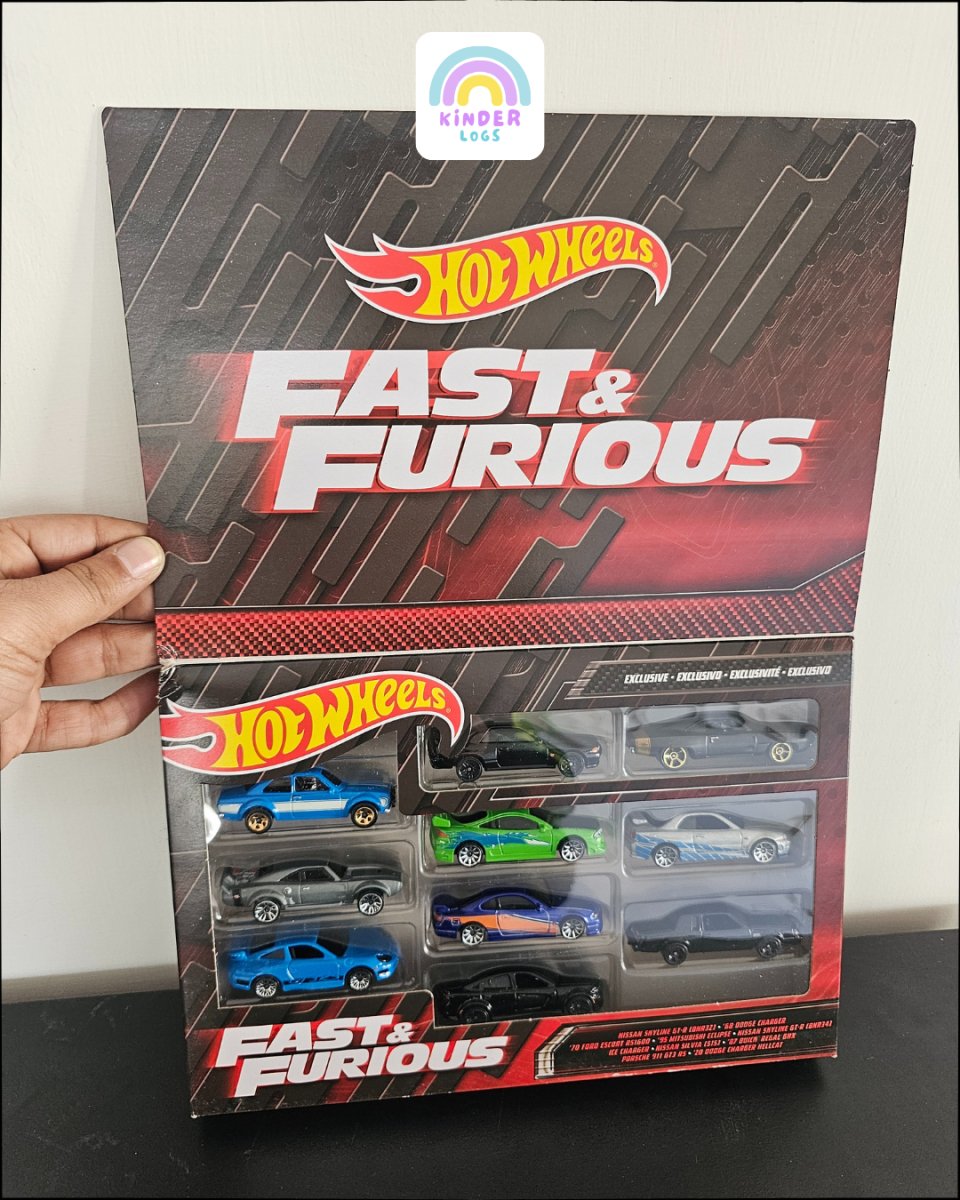 KINDER
LOGS
HOT WHEELS®
FAST &
FURIOUS
HOT WHEELS®
EXCLUSIVE • EXCLUSIVO • EXCLUSIVITÉ • EXCLUSIVO
FAST &
FURIOUS
NISSAN SKYLINE GT-R (BNR32) • '68 DODGE CHARGER
'70 FORD ESCORT RS1600 • '95 MITSUBISHI ECLIPSE • NISSAN SKYLINE GT-R (BNR34)
ICE CHARGER • NISSAN SILVIA (S15) • '87 BUICK® REGAL GNX
PORSCHE 911 GT3 RS • '20 DODGE CHARGER HELLCAT